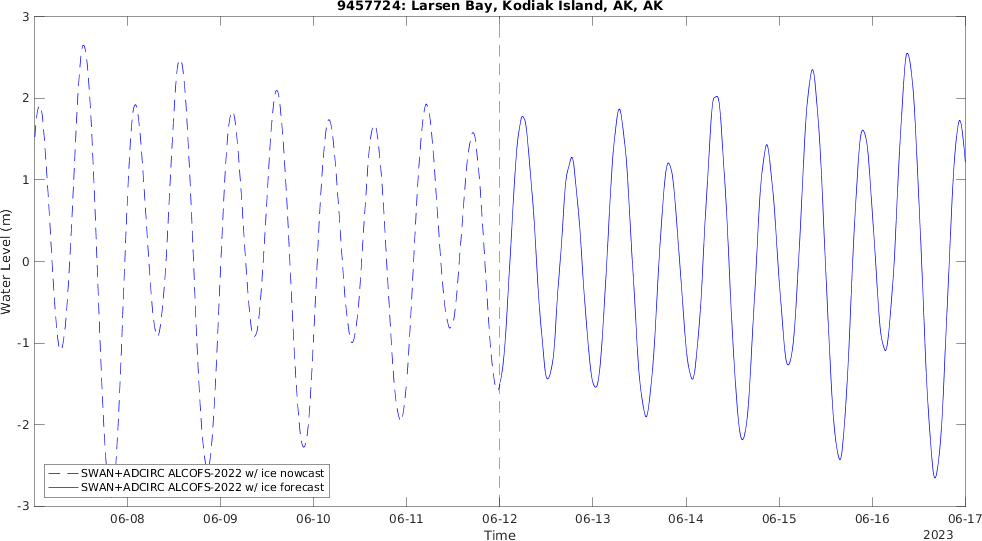 9457724: Larsen Bay, Kodiak Island, AK, AK
Water Level (m)
3
2
1
0
-1
-2
-3
SWAN+ADCIRC ALCOFS-2022 w/ ice nowcast
SWAN+ADCIRC ALCOFS-2022 w/ ice forecast
06-08 06-09 06-10 06-11 06-12 06-13 06-14 06-15 06-16 06-17
Time
2023